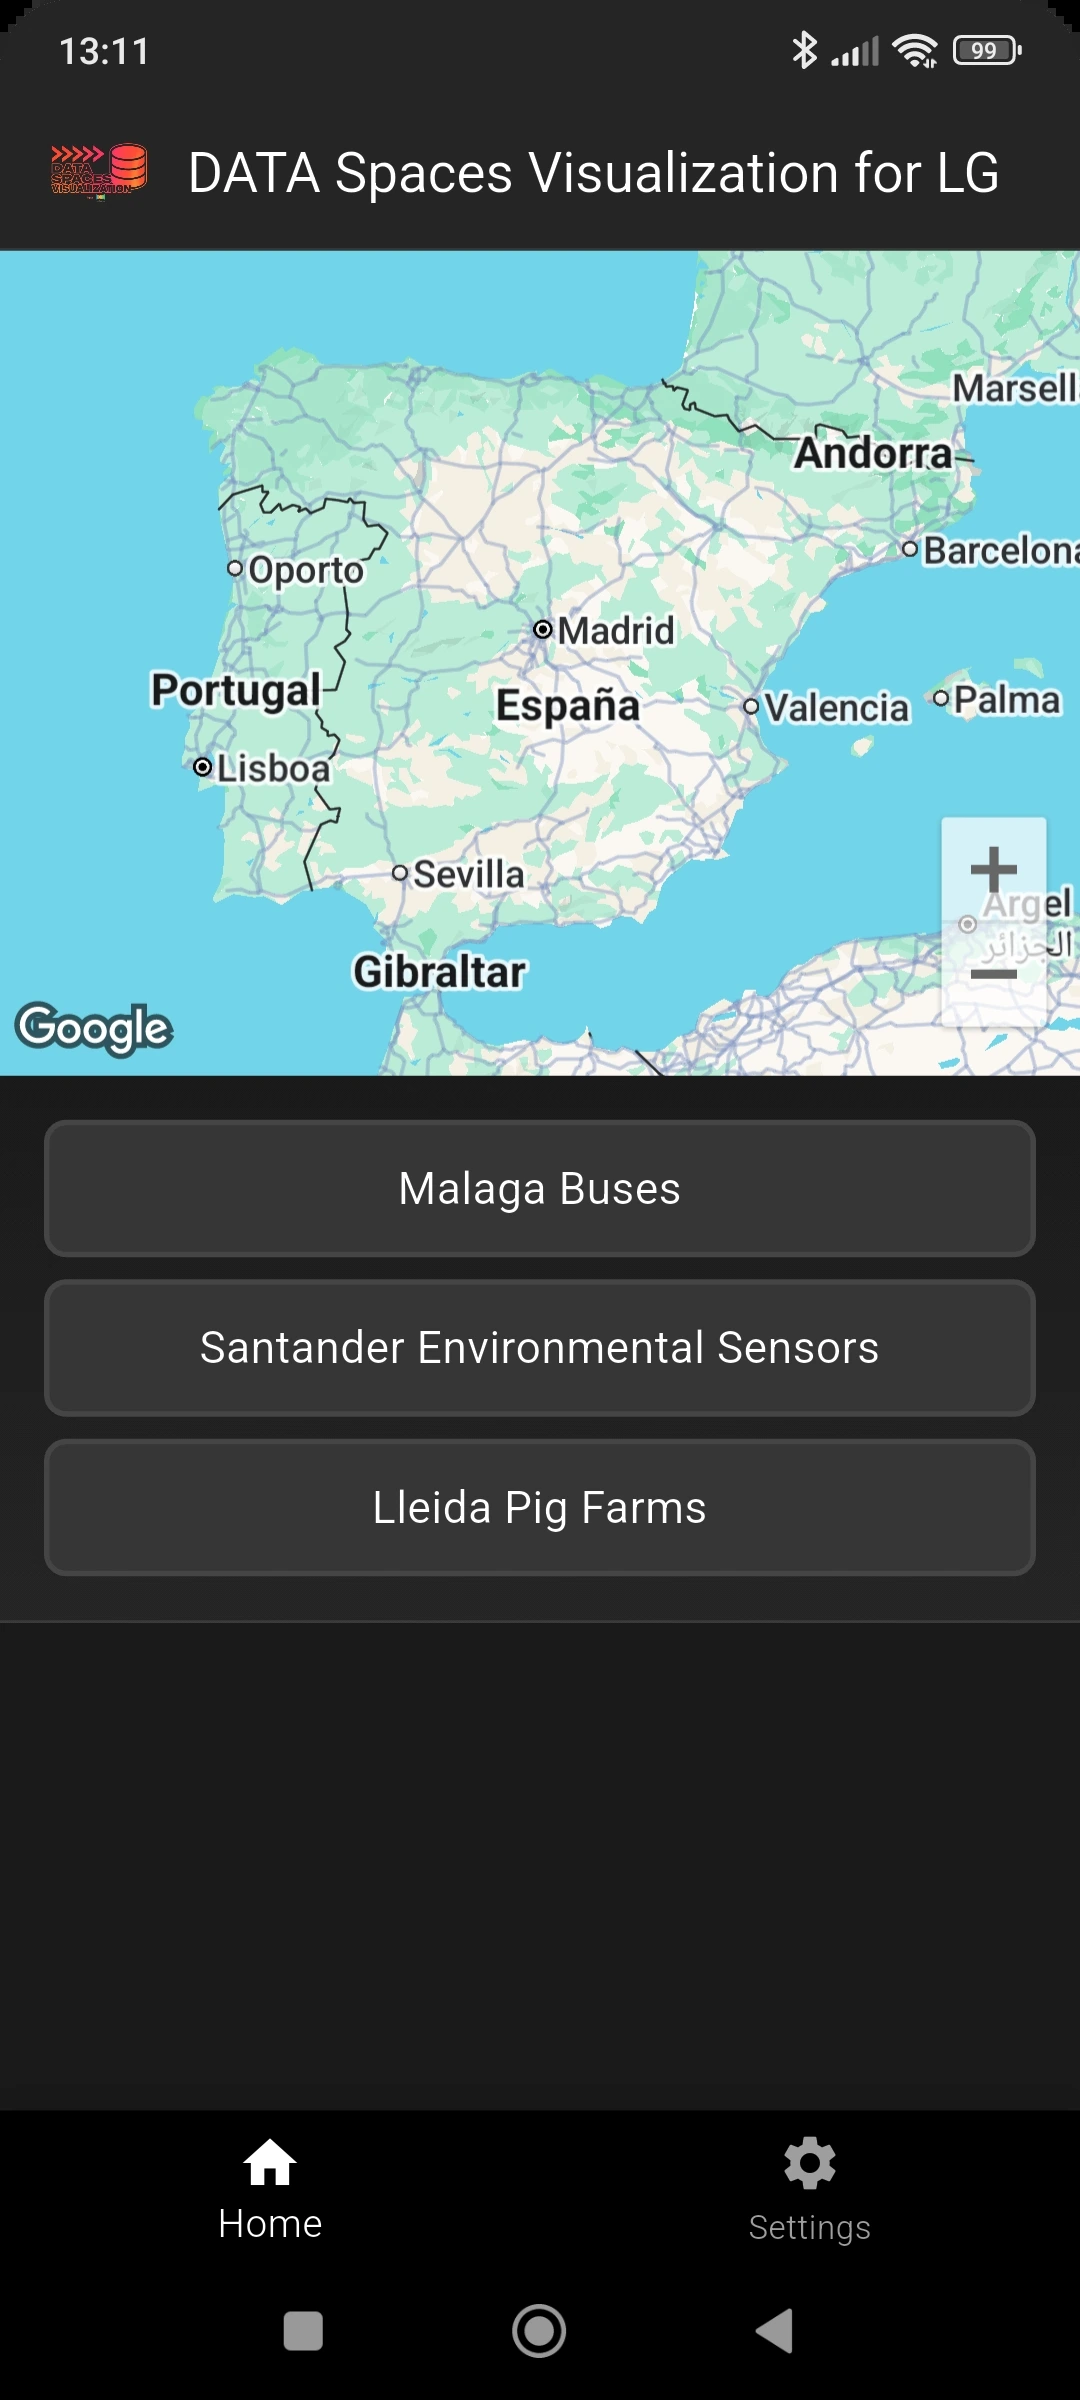 13:11
99
DATA
SPACES
VISUALIZATION
DATA Spaces Visualization for LG
Marsell
Andorra
Barcelona
Oporto
Madrid
Portugal
España
Valencia
Palma
Lisboa
Sevilla
Argel
الجزائر
Gibraltar
Google
Malaga Buses
Santander Environmental Sensors
Lleida Pig Farms
Home
Settings